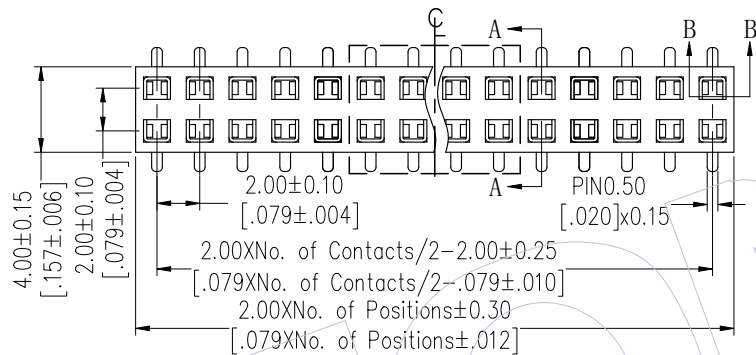 ℄
A
B
B
4.00±0.15
[.157±.006]
2.00±0.10
[.079±.004]
2.00±0.10
[.079±.004]
A
PIN0.50
[.020]x0.15
2.00XNo. of Contacts/2-2.00±0.25
[.079XNo. of Contacts/2-.079±.010]
2.00XNo. of Positions±0.30
[.079XNo. of Positions±.012]